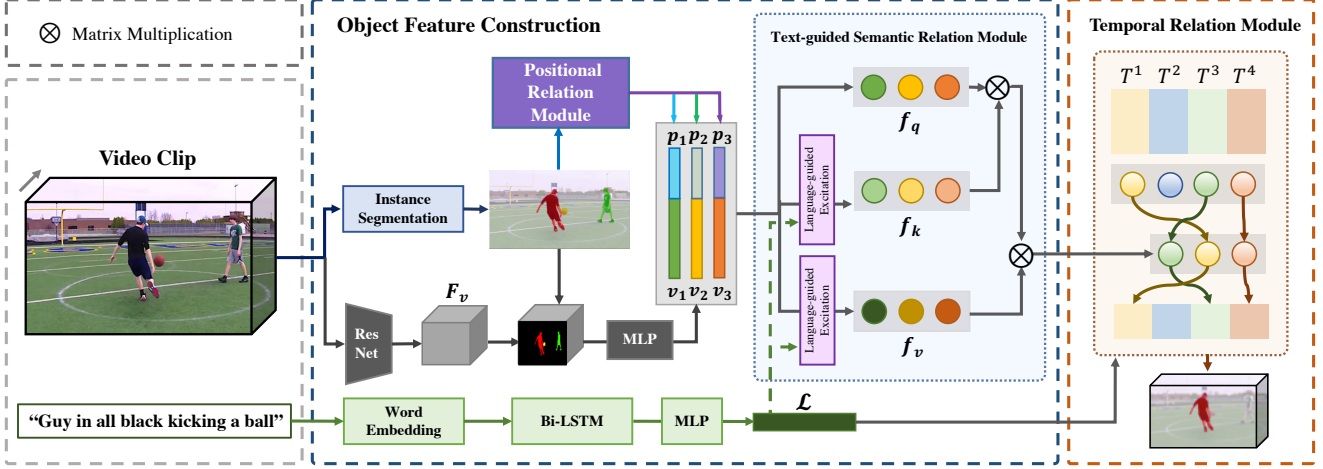 Matrix Multiplication
Object Feature Construction
Temporal Relation Module
Text-guided Semantic Relation Module
Positional
Relation
Module
T¹ T² T³ T⁴
Video Clip
p₁ p₂ p₃
f_q
Instance
Segmentation
Language-guided
Excitation
f_k
F_v
v₁ v₂ v₃
Res
Net
MLP
Language-guided
Excitation
f_v
"Guy in all black kicking a ball"
Word
Embedding
Bi-LSTM
MLP
ℒ